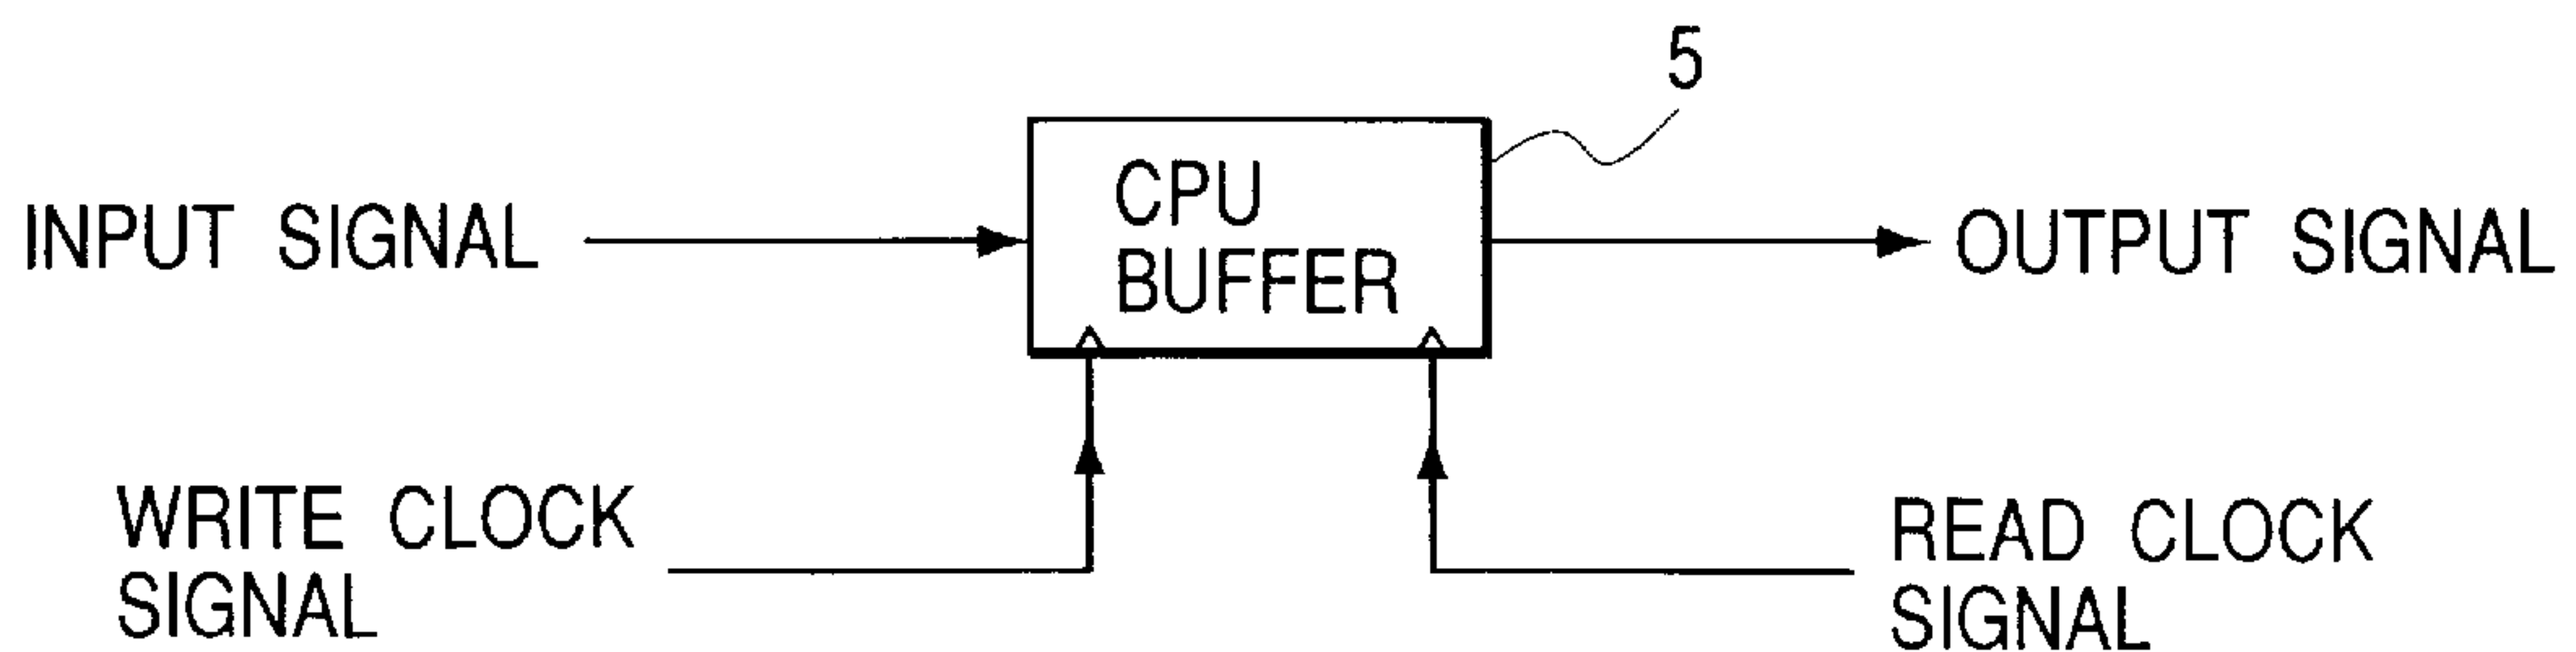 5
CPU
BUFFER
INPUT SIGNAL
OUTPUT SIGNAL
WRITE CLOCK
SIGNAL
READ CLOCK
SIGNAL